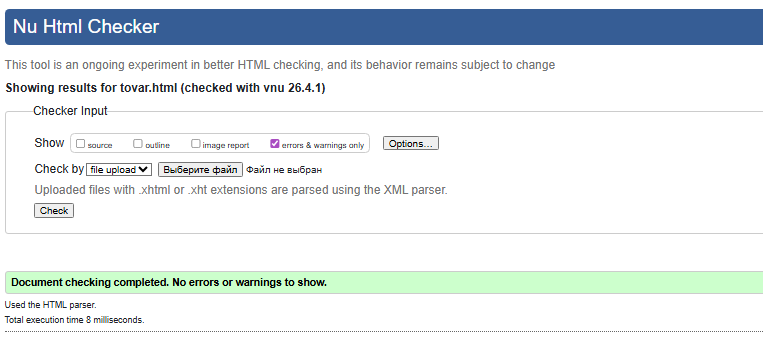 Nu Html Checker
This tool is an ongoing experiment in better HTML checking, and its behavior remains subject to change
Showing results for tovar.html (checked with vnu 26.4.1)
Checker Input
Show source outline image report errors & warnings only Options...
Check by file upload Выберите файл Файл не выбран
Uploaded files with .xhtml or .xht extensions are parsed using the XML parser.
Check
Document checking completed. No errors or warnings to show.
Used the HTML parser.
Total execution time 8 milliseconds.